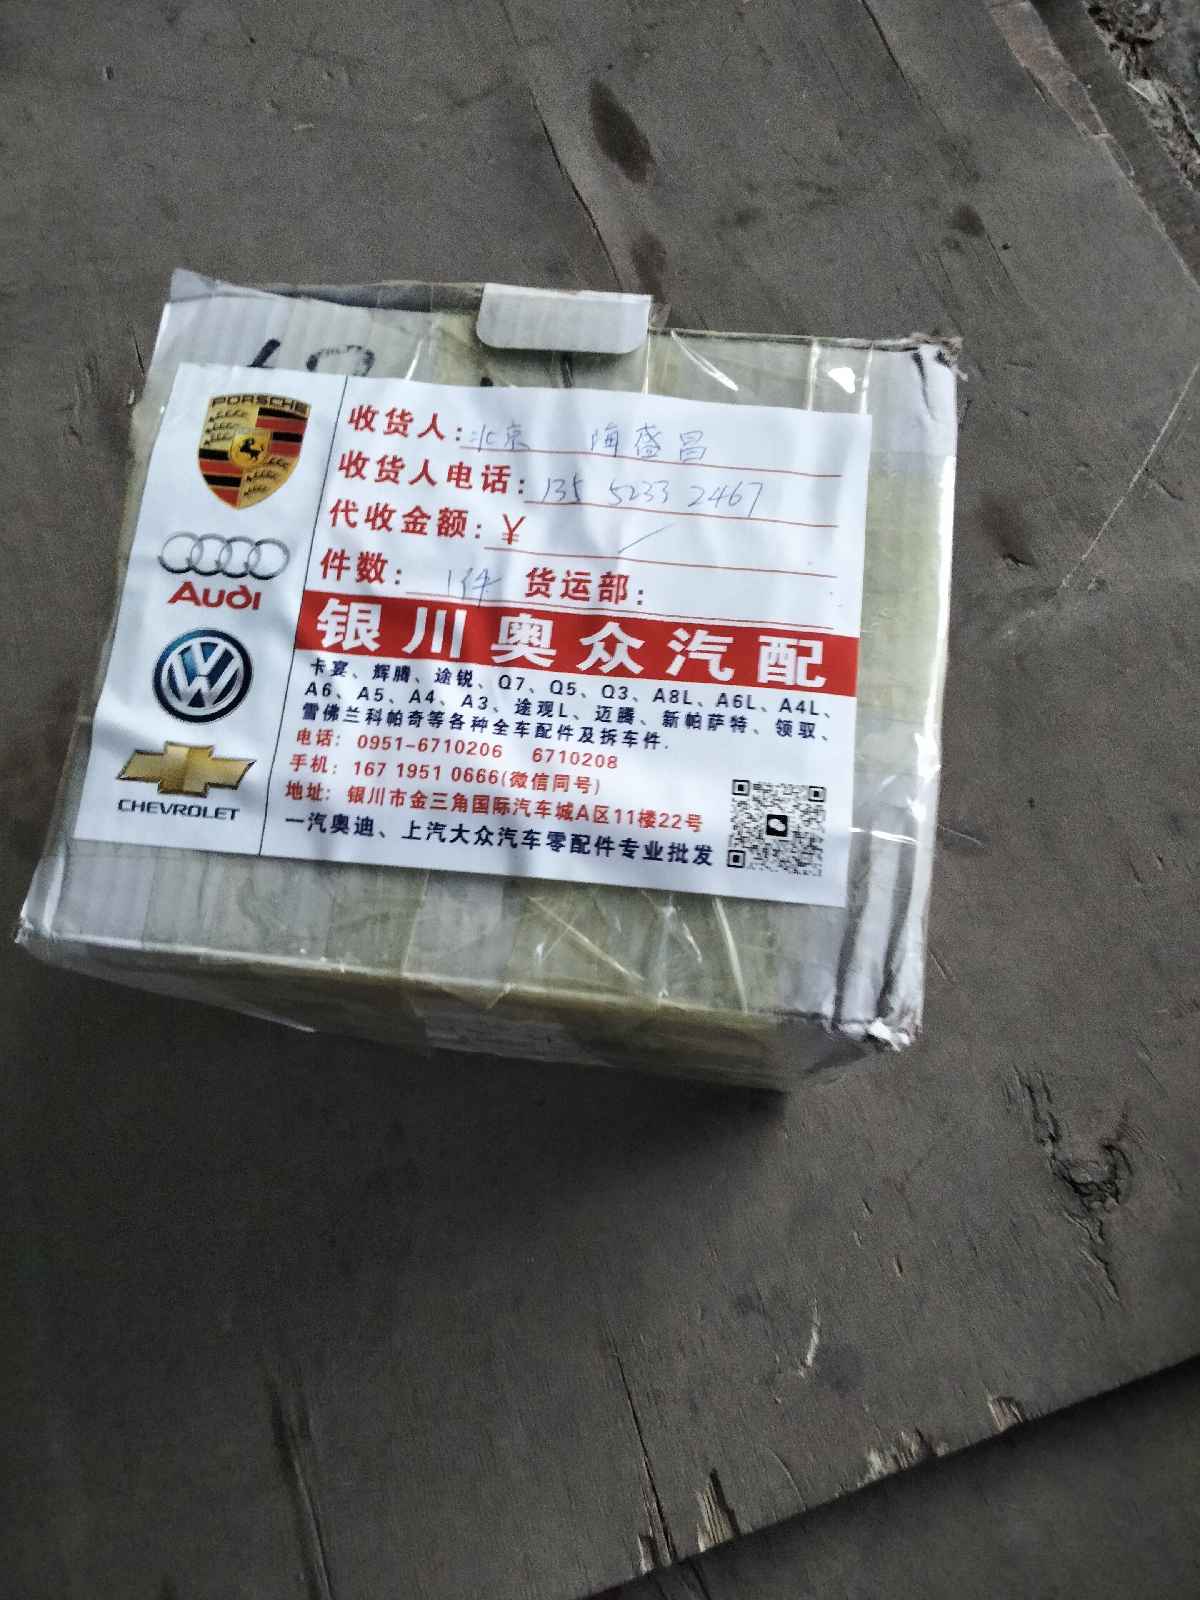 PORSCHE
Audi
CHEVROLET
收货人: 北京 海盛昌
收货人电话: 135 5233 2467
代收金额: ¥
件数: 1件 货运部:
银川奥众汽配
卡宴、辉腾、途锐、Q7、Q5、Q3、A8L、A6L、A4L、
A6、A5、A4、A3、途观L、迈腾、新帕萨特、领驭、
雪佛兰科帕奇等各种全车配件及拆车件.
电话: 0951-6710206 6710208
手机: 167 1951 0666(微信同号)
地址: 银川市金三角国际汽车城A区11楼22号
一汽奥迪、上汽大众汽车零配件专业批发